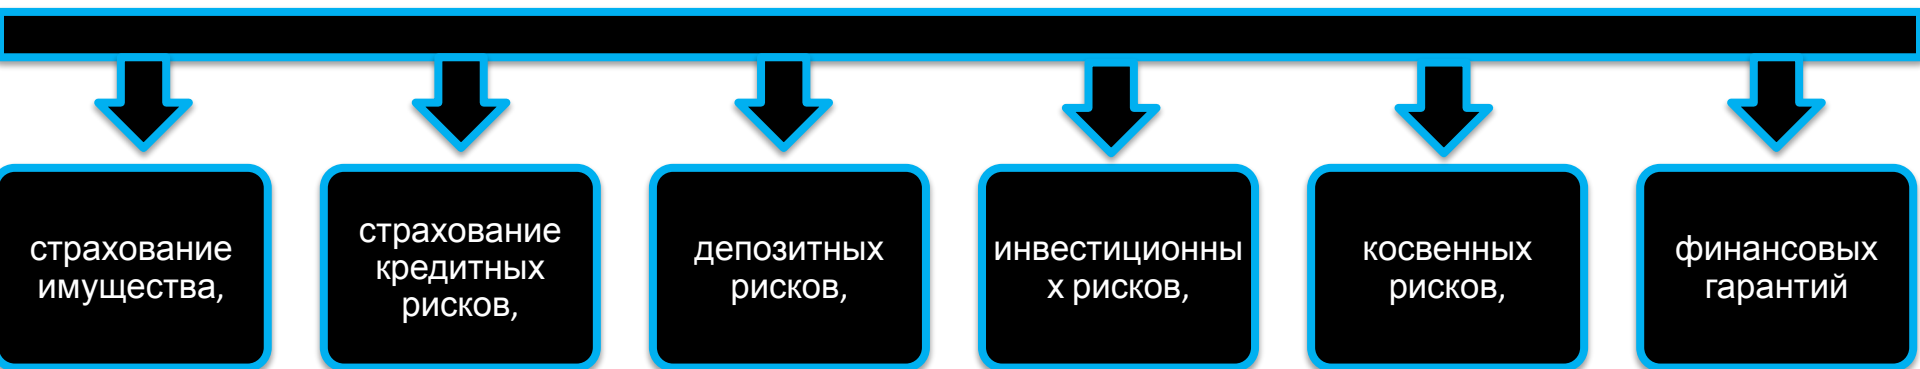 страхование
имущества,
страхование
кредитных
рисков,
депозитных
рисков,
инвестиционны
х рисков,
косвенных
рисков,
финансовых
гарантий